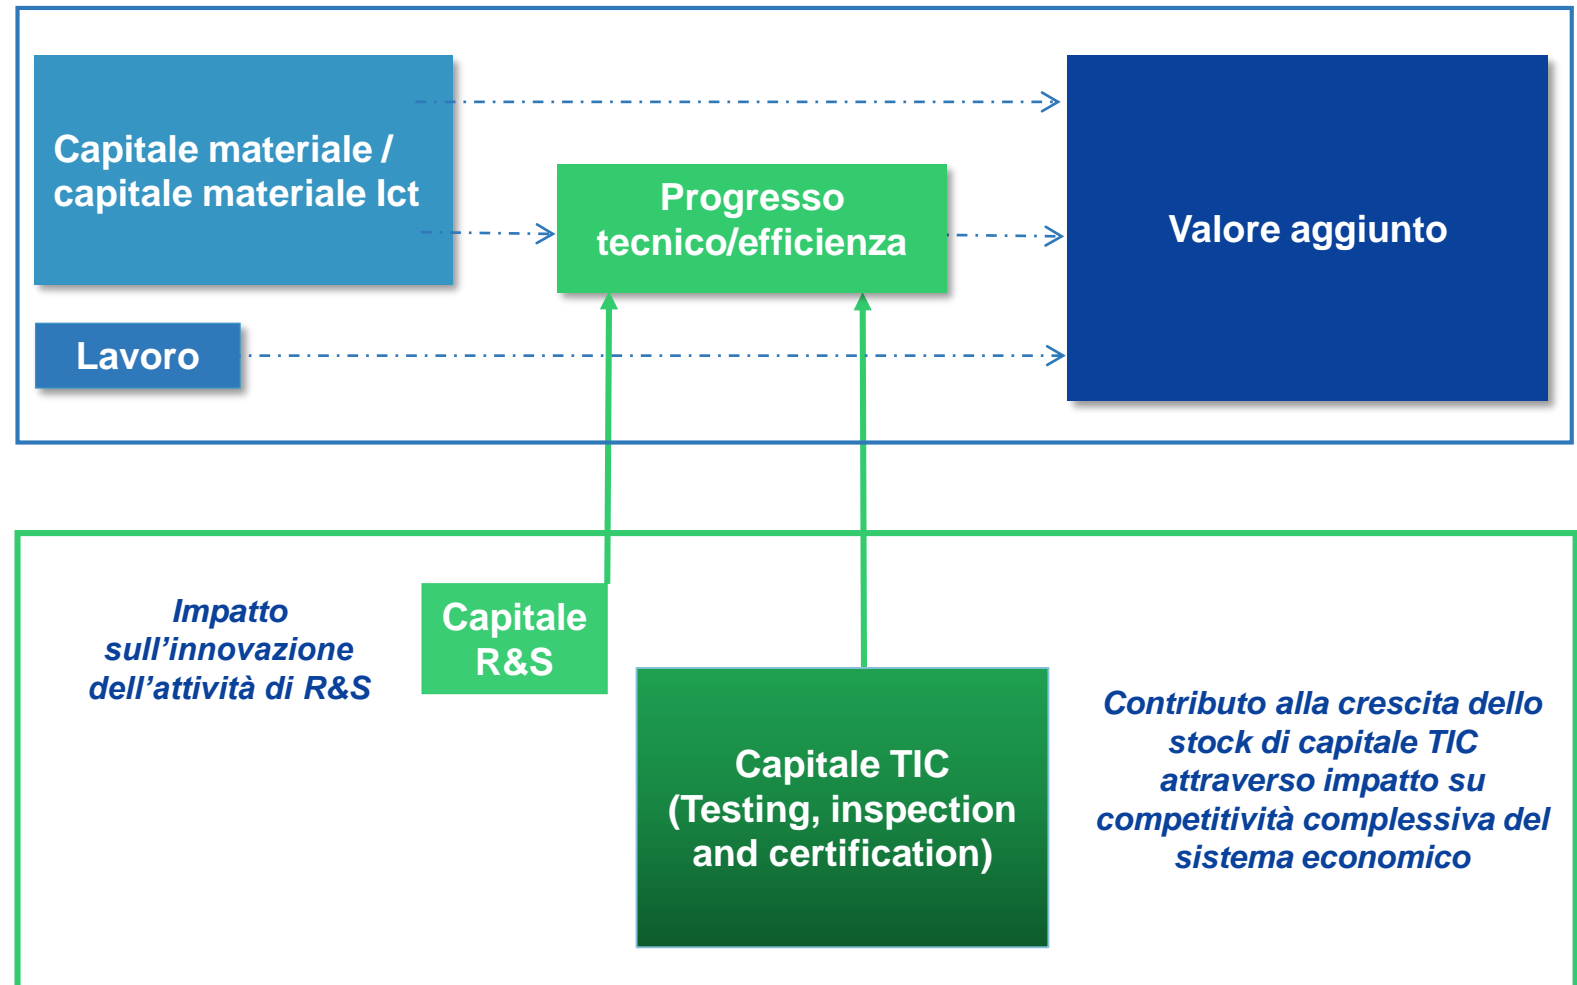 Capitale materiale /
capitale materiale Ict
Progresso
tecnico/efficienza
Valore aggiunto
Lavoro
Impatto
sull’innovazione
dell’attività di R&S
Capitale
R&S
Capitale TIC
(Testing, inspection
and certification)
Contributo alla crescita dello
stock di capitale TIC
attraverso impatto su
competitività complessiva del
sistema economico